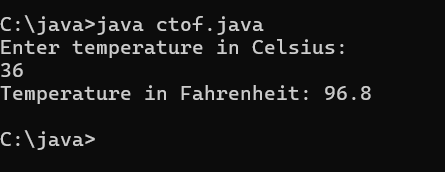 C:\java>java ctof.java
Enter temperature in Celsius:
36
Temperature in Fahrenheit: 96.8
C:\java>